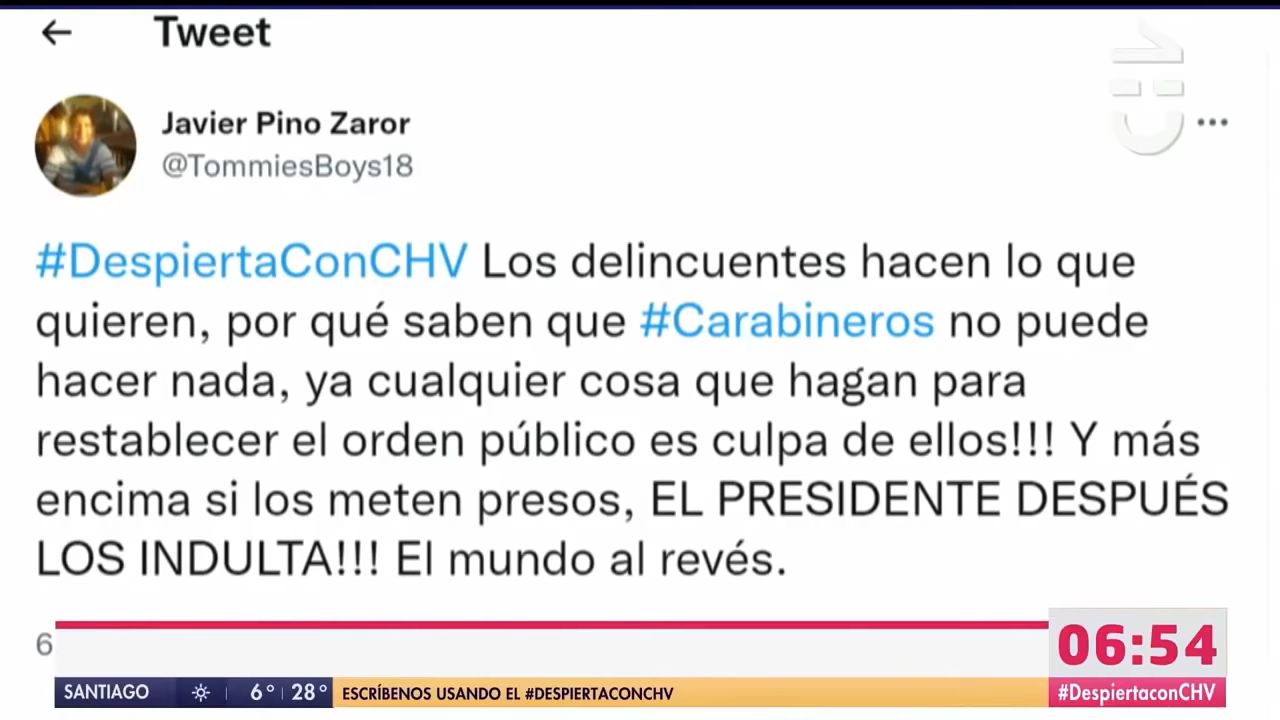 Tweet
Javier Pino Zaror
@TommiesBoys18
#DespiertaConCHV Los delincuentes hacen lo que
quieren, por qué saben que #Carabineros no puede
hacer nada, ya cualquier cosa que hagan para
restablecer el orden público es culpa de ellos!!! Y más
encima si los meten presos, EL PRESIDENTE DESPUÉS
LOS INDULTA!!! El mundo al revés.
6
06:54
SANTIAGO 6° 28° ESCRÍBENOS USANDO EL #DESPIERTACONCHV
#DespiertaconCHV
CHV